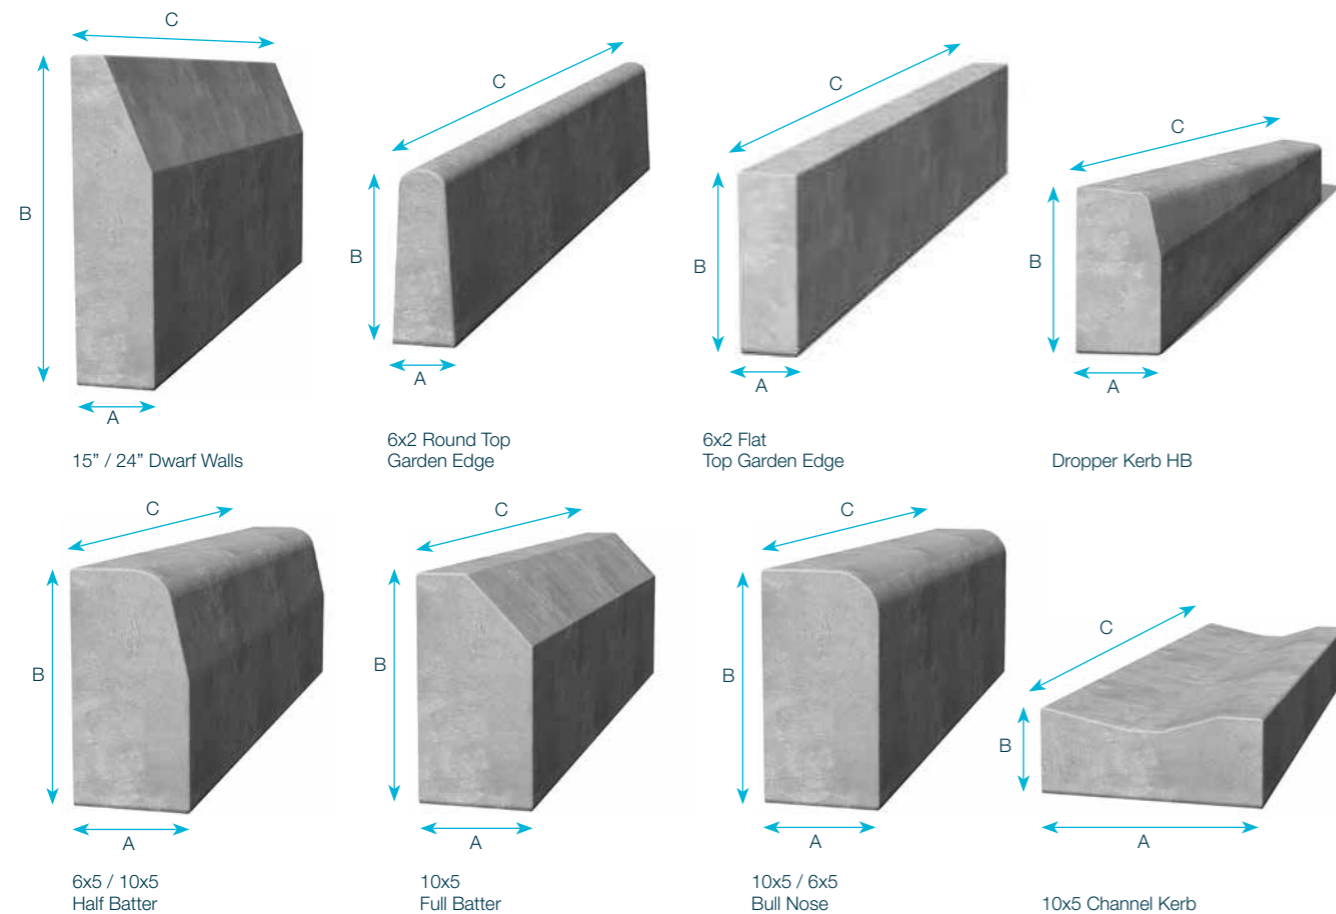 C
B
A
15” / 24” Dwarf Walls
C
B
A
6x2 Round Top
Garden Edge
C
B
A
6x2 Flat
Top Garden Edge
C
B
A
Dropper Kerb HB
C
B
A
6x5 / 10x5
Half Batter
C
B
A
10x5
Full Batter
C
B
A
10x5 / 6x5
Bull Nose
C
B
A
10x5 Channel Kerb